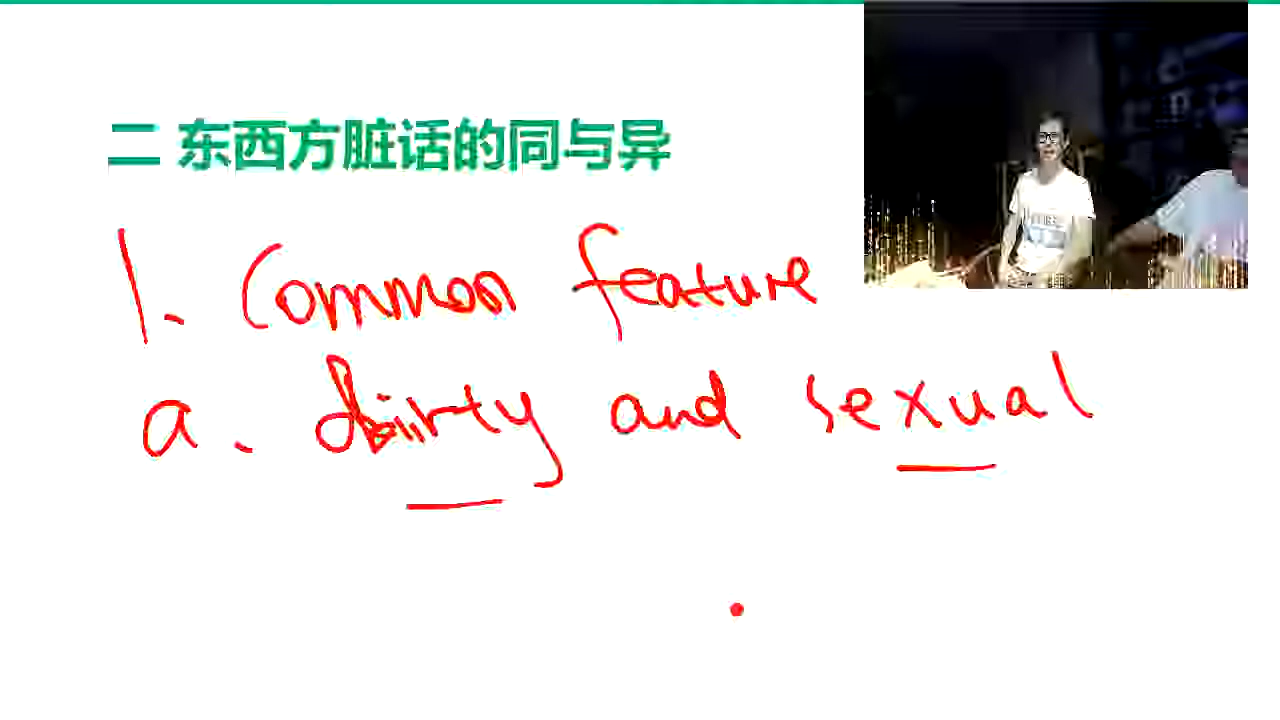 二 东西方脏话的同与异
1. Common feature
a. dirty and sexual